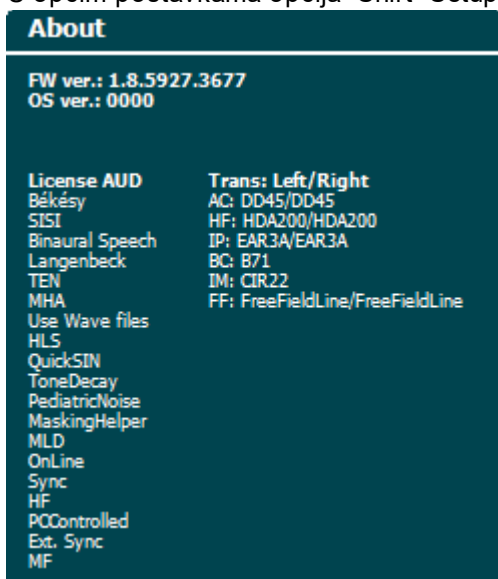 About
FW ver.: 1.8.5927.3677
OS ver.: 0000
License AUD
Békésy
SISI
Binaural Speech
Langenbeck
TEN
MHA
Use Wave files
HLS
QuickSIN
ToneDecay
PediatricNoise
MaskingHelper
MLD
OnLine
Sync
HF
PCControlled
Ext. Sync
MF
Trans: Left/Right
AC: DD45/DD45
HF: HDA200/HDA200
IP: EAR3A/EAR3A
BC: B71
IM: CIR22
FF: FreeFieldLine/FreeFieldLine